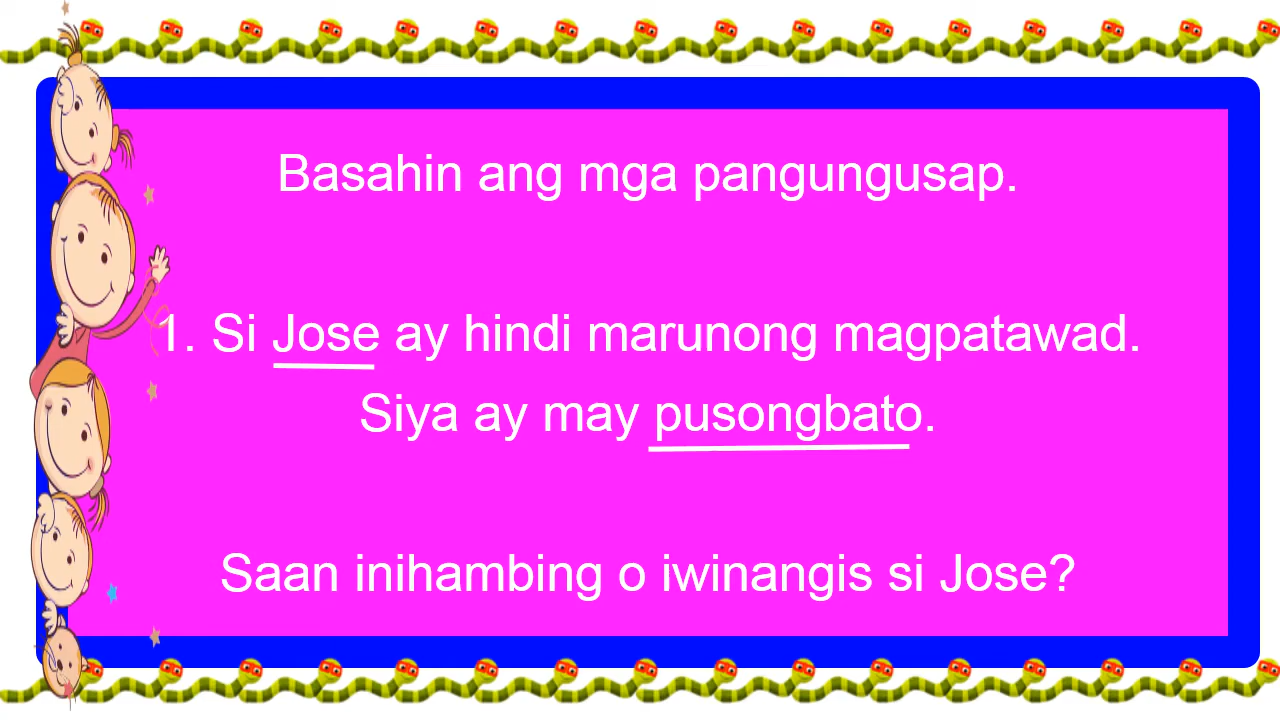 Basahin ang mga pangungusap.
1. Si Jose ay hindi marunong magpatawad.
Siya ay may pusongbato.
Saan inihambing o iwinangis si Jose?